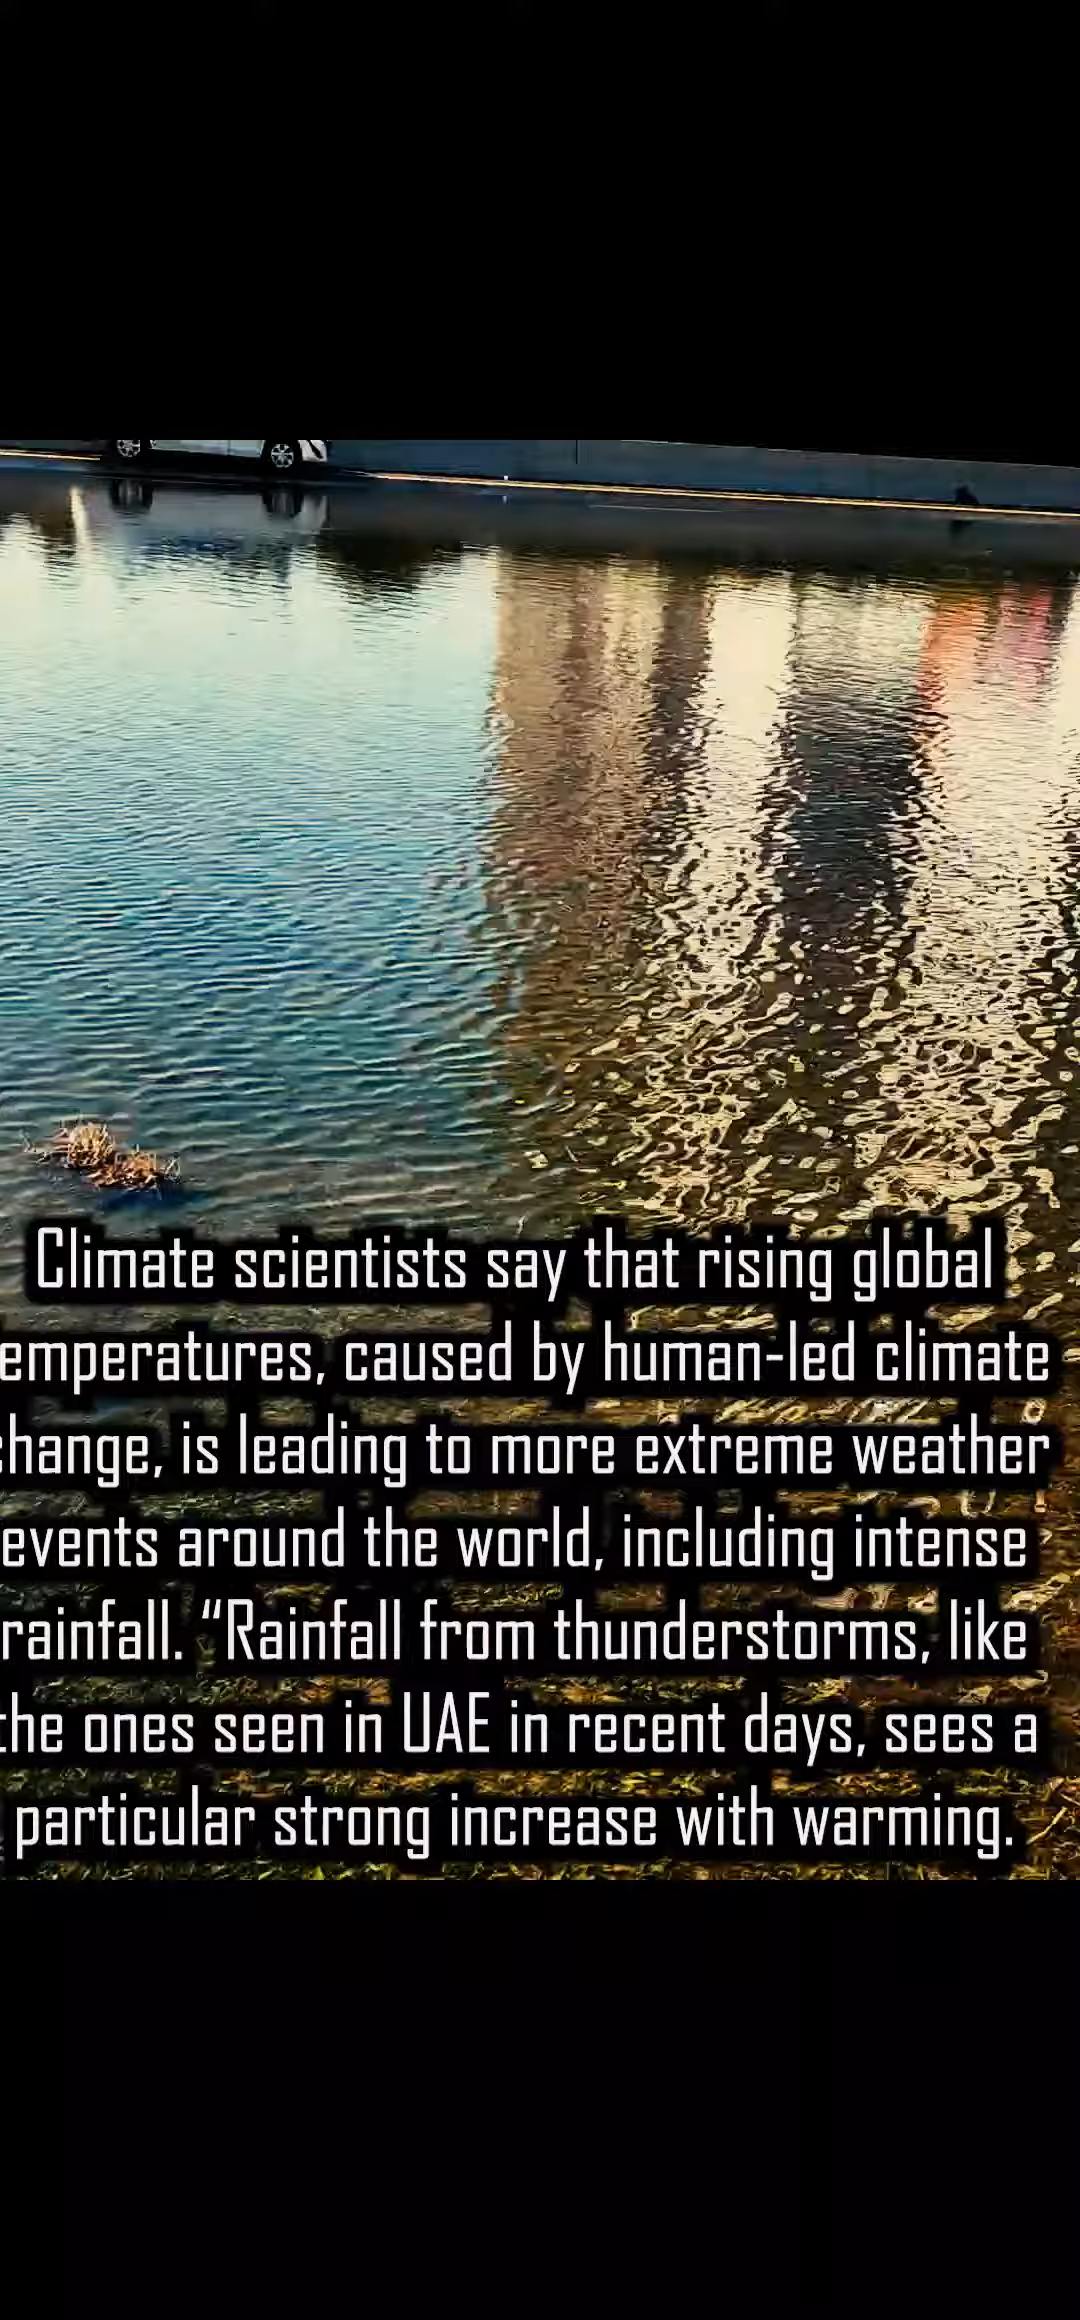 Climate scientists say that rising global
emperatures, caused by human-led climate
change, is leading to more extreme weather
events around the world, including intense
rainfall. “Rainfall from thunderstorms, like
the ones seen in UAE in recent days, sees a
particular strong increase with warming.